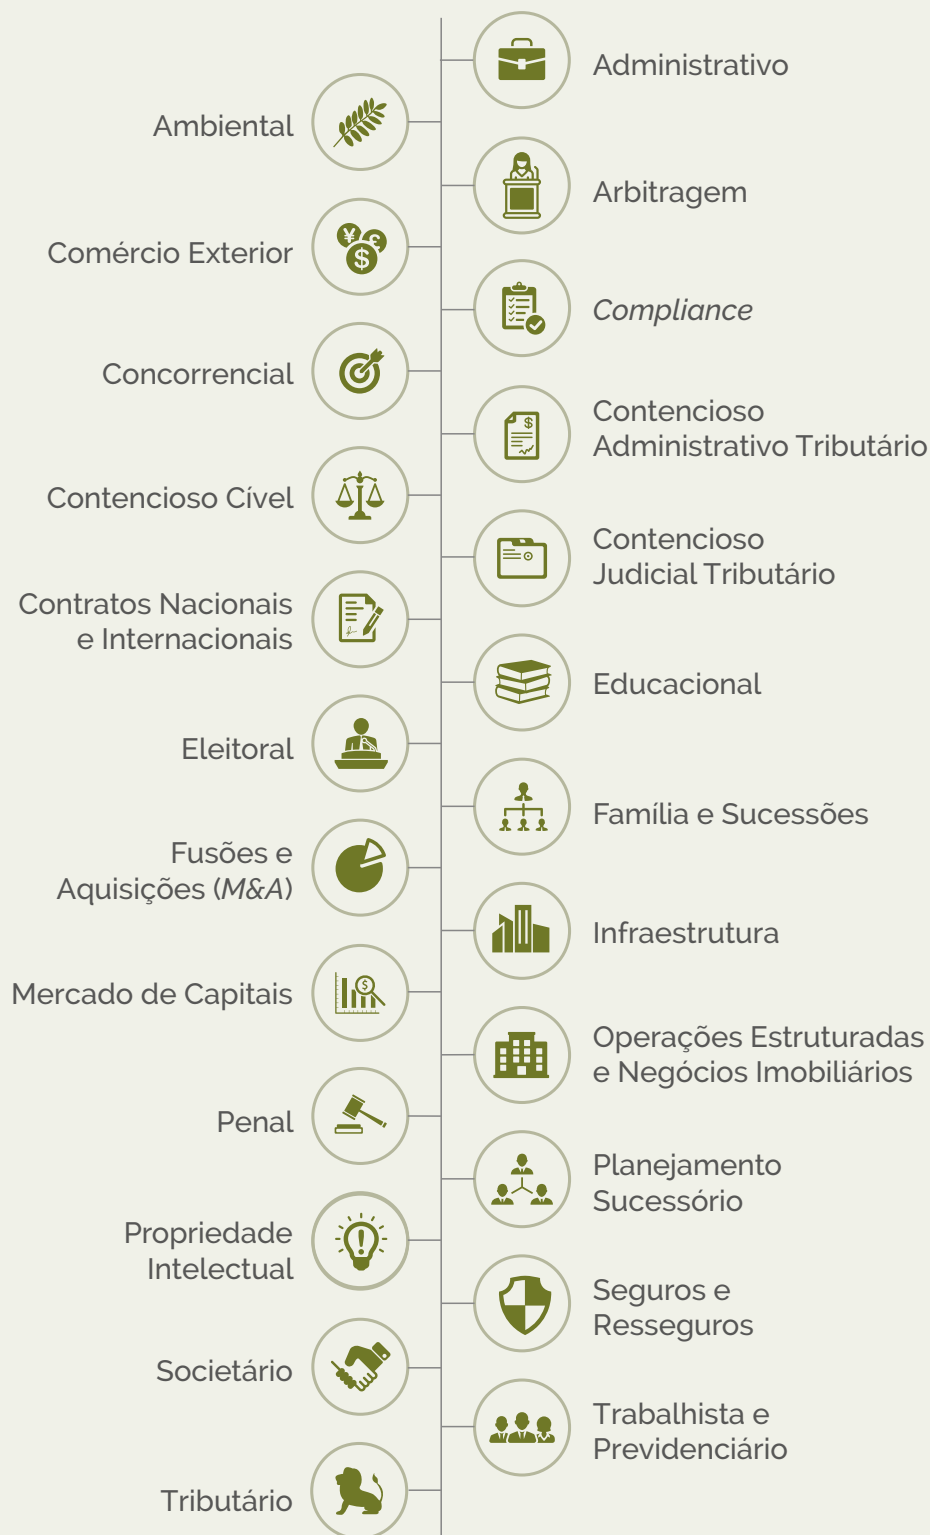 Administrativo
Ambiental
Arbitragem
Comércio Exterior
Compliance
Concorrencial
Contencioso
Administrativo Tributário
Contencioso Cível
Contencioso
Judicial Tributário
Contratos Nacionais
e Internacionais
Educacional
Eleitoral
Família e Sucessões
Fusões e
Aquisições (M&A)
Infraestrutura
Mercado de Capitais
Operações Estruturadas
e Negócios Imobiliários
Penal
Planejamento
Sucessório
Propriedade
Intelectual
Seguros e
Resseguros
Societário
Trabalhista e
Previdenciário
Tributário